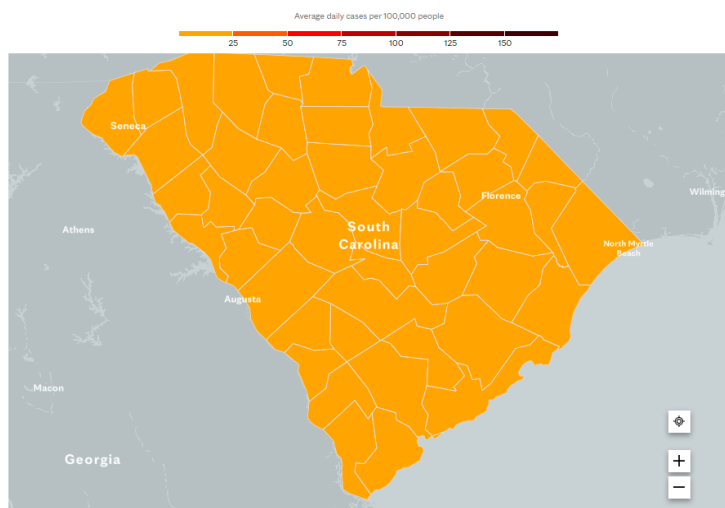 Average daily cases per 100,000 people
25 50 75 100 125 150
Seneca
Florence
Wilming
Athens
South
Carolina
North Myrtle
Beach
Augusta
Macon
Georgia
+
−